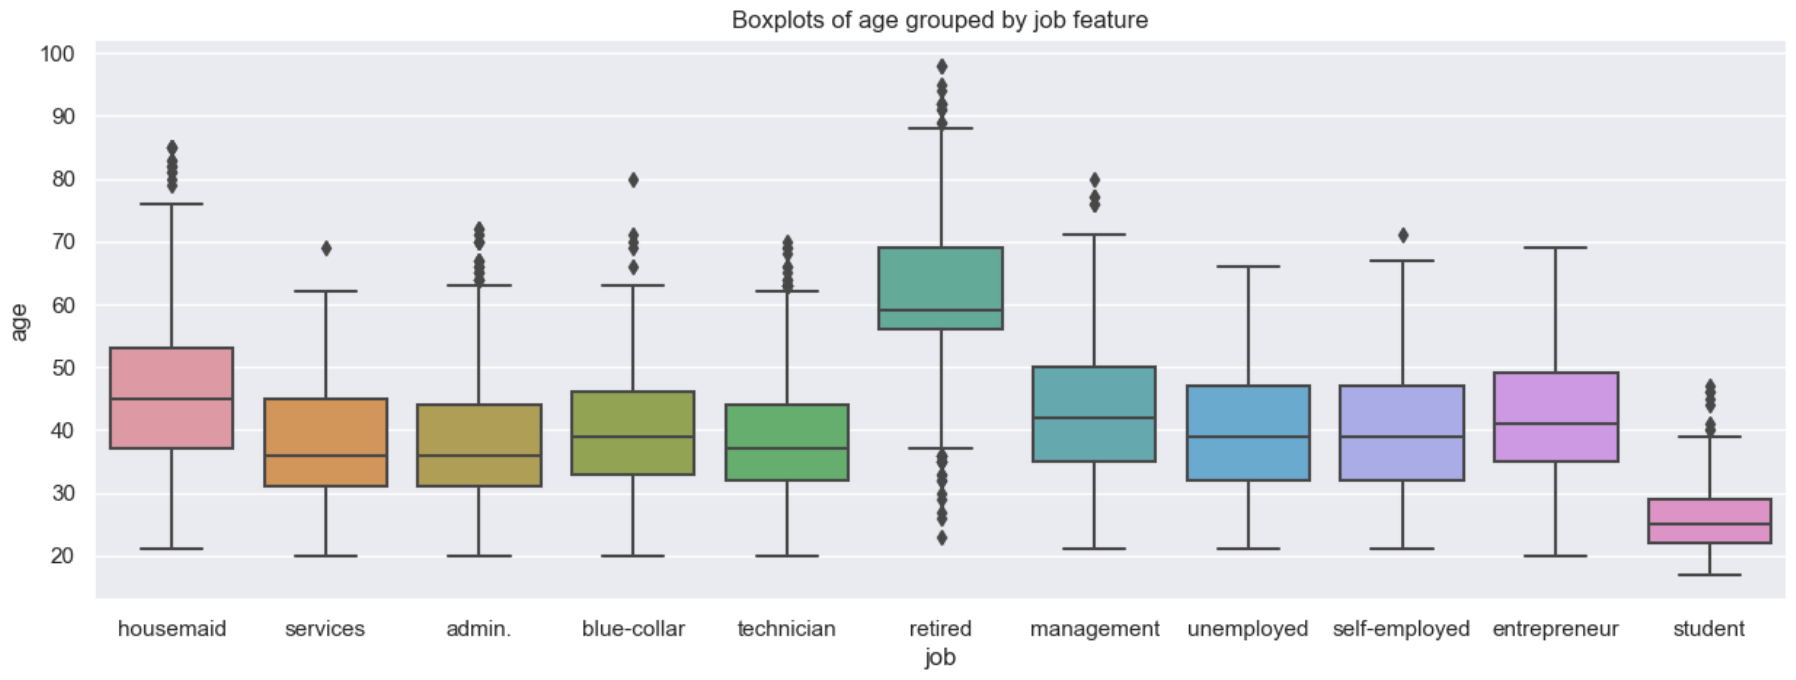 Boxplots of age grouped by job feature
100
90
80
70
60
50
40
30
20
age
housemaid services admin. blue-collar technician retired management unemployed self-employed entrepreneur student
job